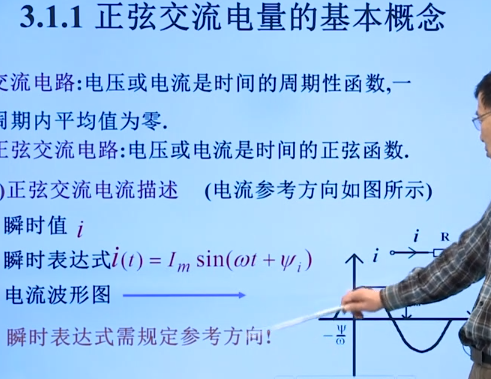 3.1.1 正弦交流电量的基本概念
交流电路:电压或电流是时间的周期性函数,一
周期内平均值为零.
正弦交流电路:电压或电流是时间的正弦函数.
)正弦交流电流描述 (电流参考方向如图所示)
瞬时值 i
瞬时表达式i(t) = I_m sin(ωt + ψ_i)
电流波形图
瞬时表达式需规定参考方向!
i
i R
-ψ/ω